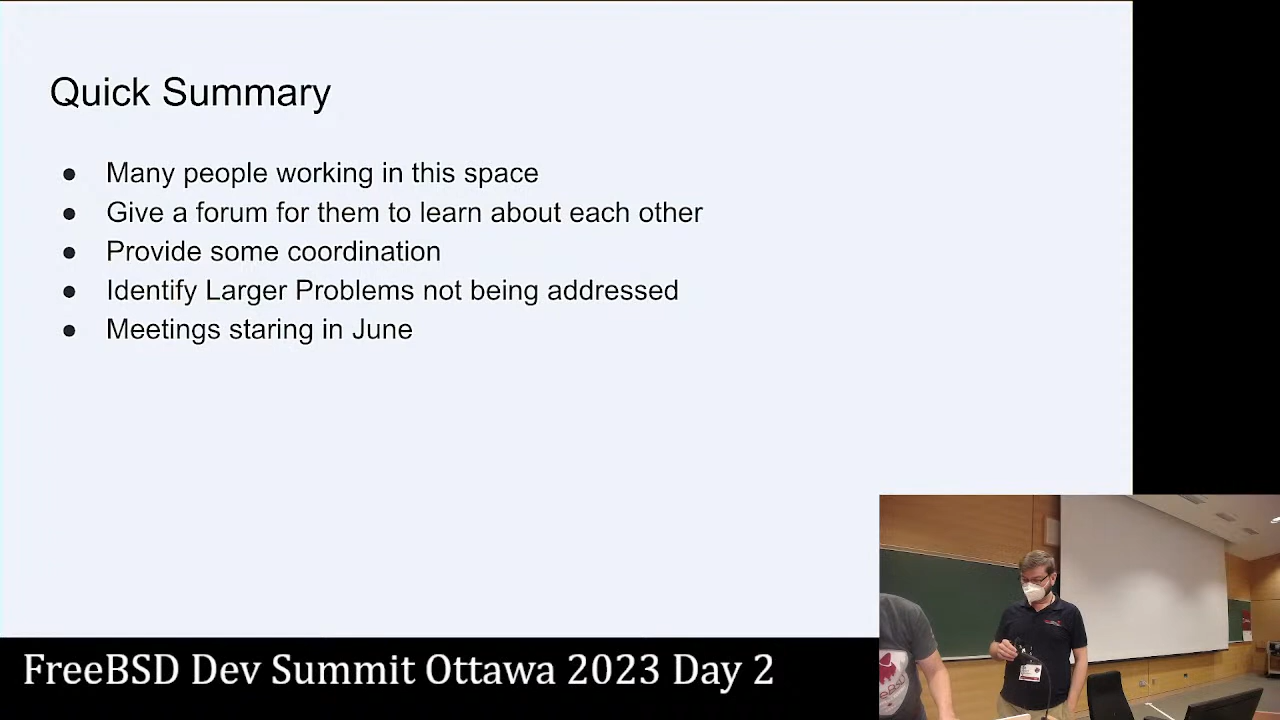 Quick Summary
● Many people working in this space
● Give a forum for them to learn about each other
● Provide some coordination
● Identify Larger Problems not being addressed
● Meetings staring in June
FreeBSD Dev Summit Ottawa 2023 Day 2